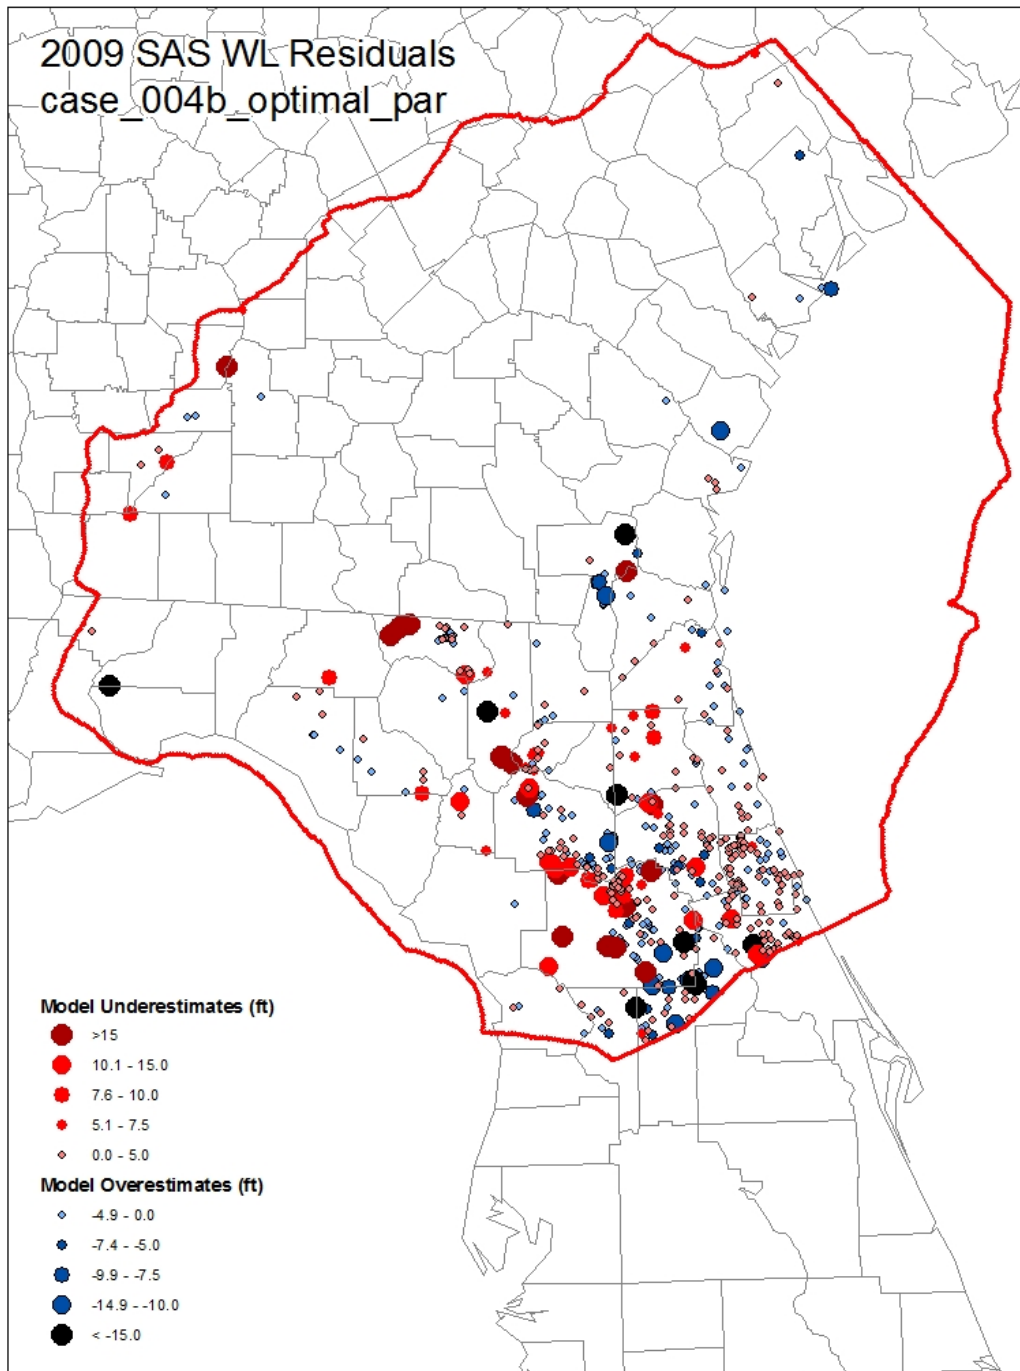 2009 SAS WL Residuals
case_004b_optimal_par
Model Underestimates (ft)
>15
10.1 - 15.0
7.6 - 10.0
5.1 - 7.5
0.0 - 5.0
Model Overestimates (ft)
-4.9 - 0.0
-7.4 - -5.0
-9.9 - -7.5
-14.9 - -10.0
< -15.0